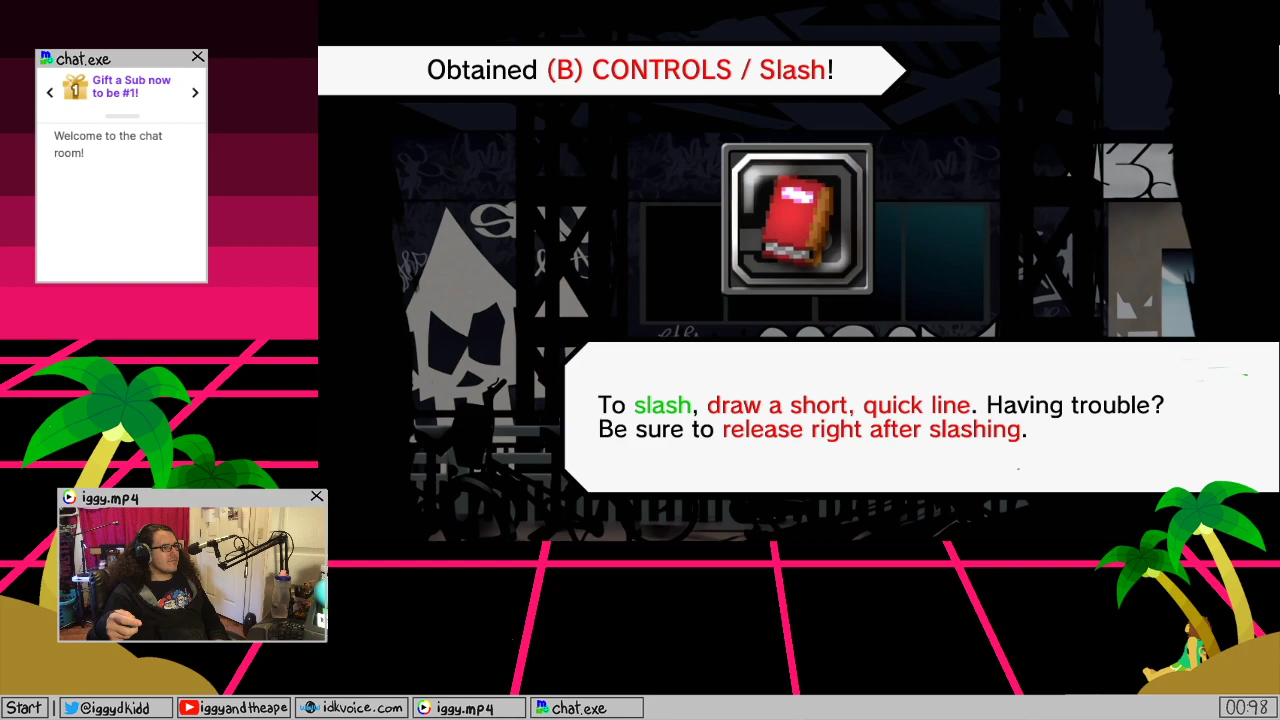 chat.exe
Gift a Sub now
to be #1!
1
Welcome to the chat
room!
Obtained (B) CONTROLS / Slash!
To slash, draw a short, quick line. Having trouble?
Be sure to release right after slashing.
iggy.mp4
Start | @iggydkidd iggyandtheape idkvoice.com iggy.mp4 chat.exe 00:98